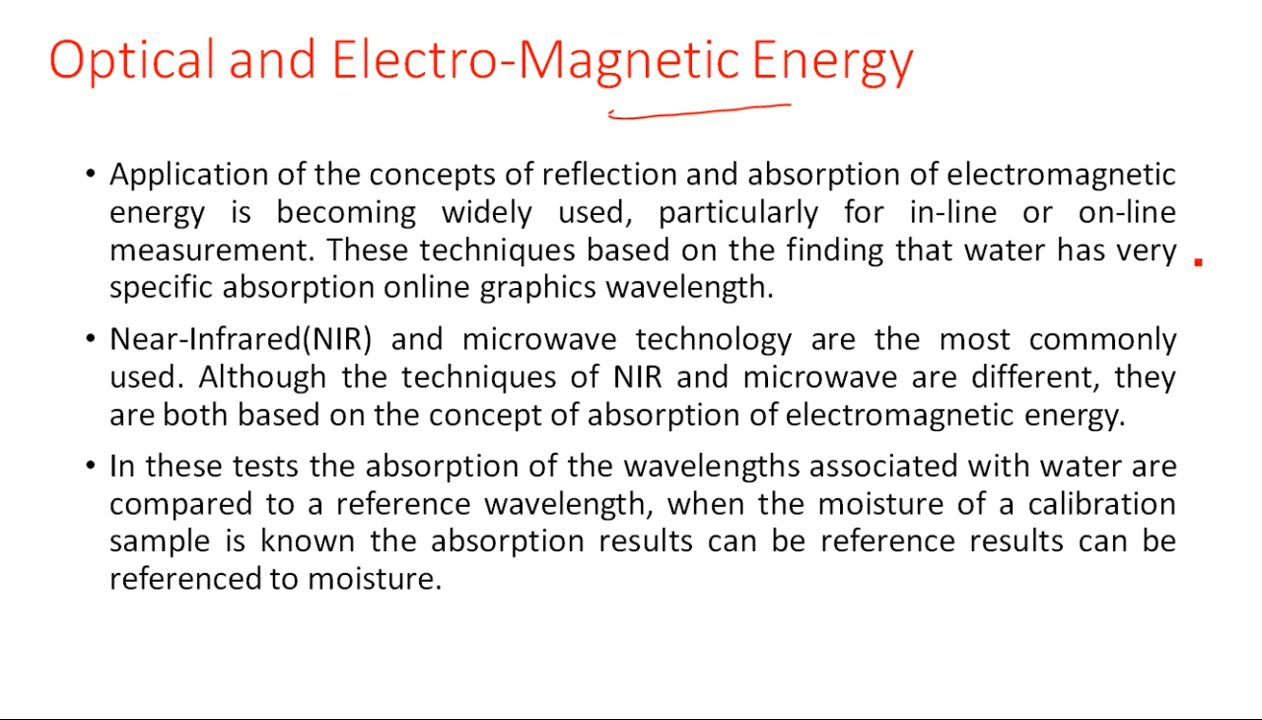 Optical and Electro-Magnetic Energy
• Application of the concepts of reflection and absorption of electromagnetic
energy is becoming widely used, particularly for in-line or on-line
measurement. These techniques based on the finding that water has very
specific absorption online graphics wavelength.
• Near-Infrared(NIR) and microwave technology are the most commonly
used. Although the techniques of NIR and microwave are different, they
are both based on the concept of absorption of electromagnetic energy.
• In these tests the absorption of the wavelengths associated with water are
compared to a reference wavelength, when the moisture of a calibration
sample is known the absorption results can be reference results can be
referenced to moisture.